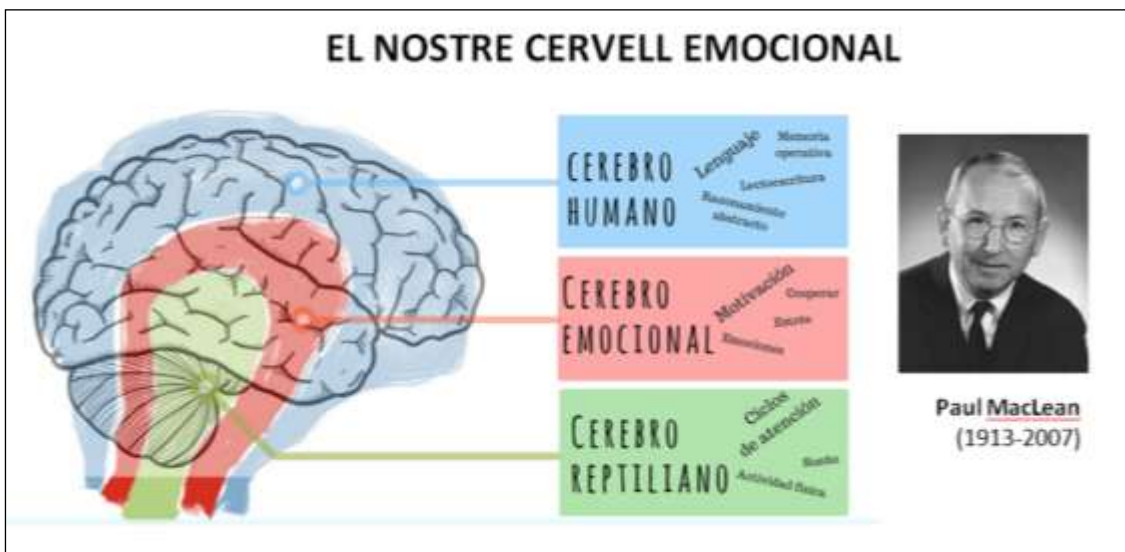 EL NOSTRE CERVELL EMOCIONAL
CEREBRO
HUMANO
Lenguaje
Memoria
operativa
Lectoescritura
Razonamiento
abstracto
CEREBRO
EMOCIONAL
Motivación
Cooperar
Emociones
CEREBRO
REPTILIANO
Ciclos
de atención
Sueño
Actividad física
Paul MacLean
(1913-2007)